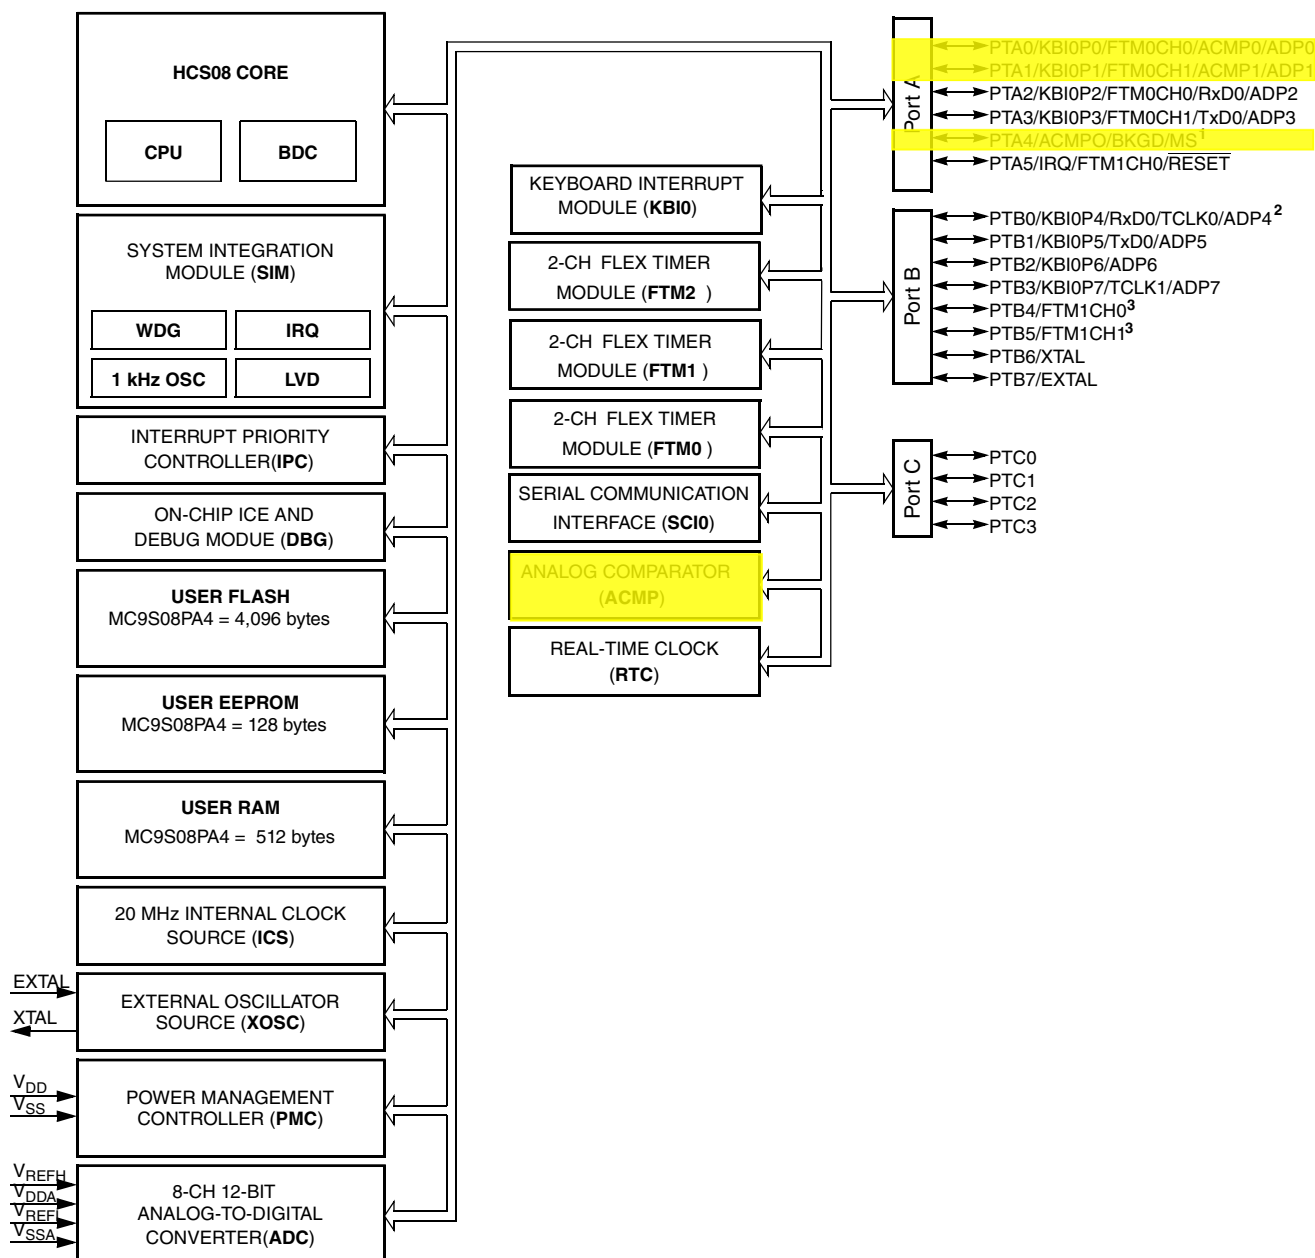 HCS08 CORE
CPU
BDC
SYSTEM INTEGRATION
MODULE (SIM)
WDG
IRQ
1 kHz OSC
LVD
INTERRUPT PRIORITY
CONTROLLER(IPC)
ON-CHIP ICE AND
DEBUG MODUE (DBG)
USER FLASH
MC9S08PA4 = 4,096 bytes
USER EEPROM
MC9S08PA4 = 128 bytes
USER RAM
MC9S08PA4 = 512 bytes
20 MHz INTERNAL CLOCK
SOURCE (ICS)
EXTAL
XTAL
EXTERNAL OSCILLATOR
SOURCE (XOSC)
VDD
VSS
POWER MANAGEMENT
CONTROLLER (PMC)
VREFH
VDDA
VREFL
VSSA
8-CH 12-BIT
ANALOG-TO-DIGITAL
CONVERTER(ADC)
KEYBOARD INTERRUPT
MODULE (KBI0)
2-CH FLEX TIMER
MODULE (FTM2 )
2-CH FLEX TIMER
MODULE (FTM1 )
2-CH FLEX TIMER
MODULE (FTM0 )
SERIAL COMMUNICATION
INTERFACE (SCI0)
ANALOG COMPARATOR
(ACMP)
REAL-TIME CLOCK
(RTC)
Port A
PTA0/KBI0P0/FTM0CH0/ACMP0/ADP0
PTA1/KBI0P1/FTM0CH1/ACMP1/ADP1
PTA2/KBI0P2/FTM0CH0/RxD0/ADP2
PTA3/KBI0P3/FTM0CH1/TxD0/ADP3
PTA4/ACMPO/BKGD/MS1
PTA5/IRQ/FTM1CH0/RESET
Port B
PTB0/KBI0P4/RxD0/TCLK0/ADP4²
PTB1/KBI0P5/TxD0/ADP5
PTB2/KBI0P6/ADP6
PTB3/KBI0P7/TCLK1/ADP7
PTB4/FTM1CH0³
PTB5/FTM1CH1³
PTB6/XTAL
PTB7/EXTAL
Port C
PTC0
PTC1
PTC2
PTC3